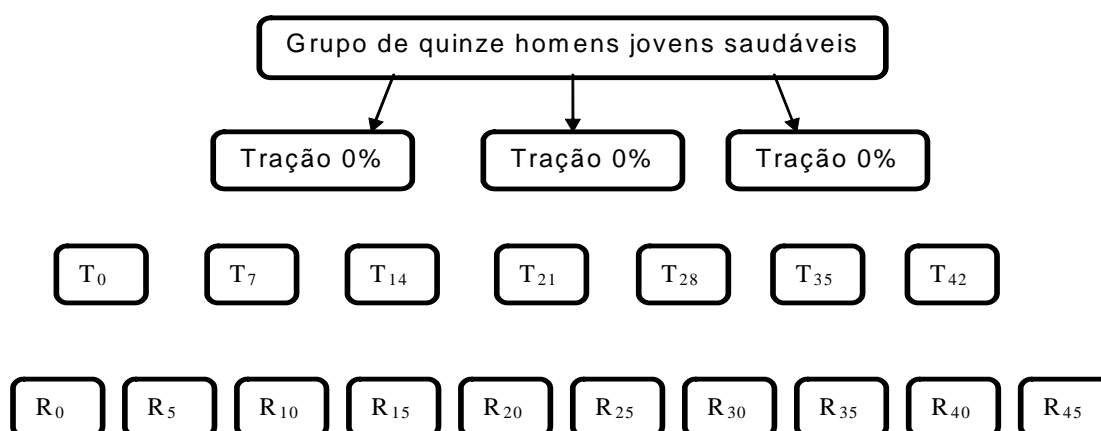 Grupo de quinze homens jovens saudáveis
Tração 0% Tração 0% Tração 0%
T0 T7 T14 T21 T28 T35 T42
R0 R5 R10 R15 R20 R25 R30 R35 R40 R45